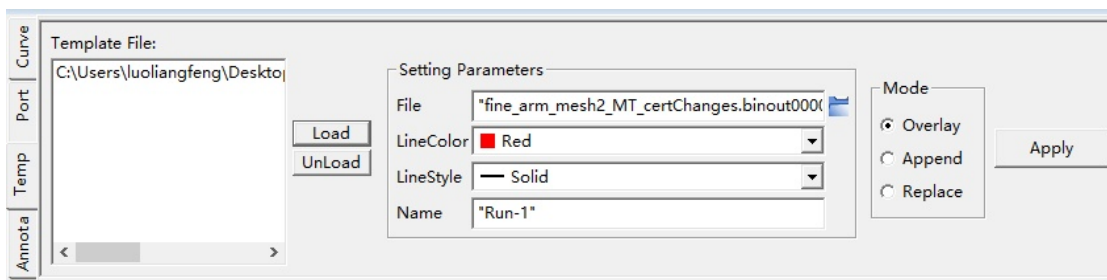 Curve
Port
Temp
Annota
Template File:
C:\Users\luoliangfeng\Deskto
Load
UnLoad
Setting Parameters
File
"fine_arm_mesh2_MT_certChanges.binout000
LineColor
Red
LineStyle
Solid
Name
"Run-1"
Mode
Overlay
Append
Replace
Apply